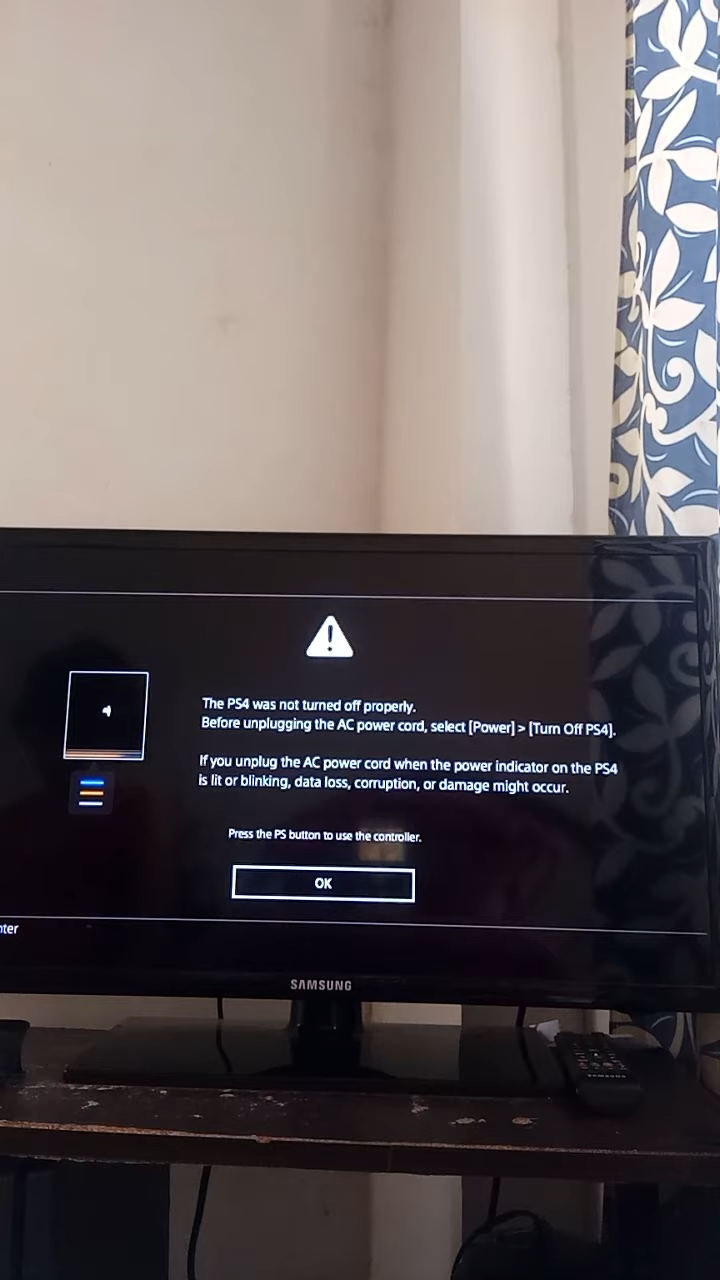 The PS4 was not turned off properly.
Before unplugging the AC power cord, select [Power] > [Turn Off PS4].
If you unplug the AC power cord when the power indicator on the PS4
is lit or blinking, data loss, corruption, or damage might occur.
Press the PS button to use the controller.
OK
nter
SAMSUNG
SAMSUNG